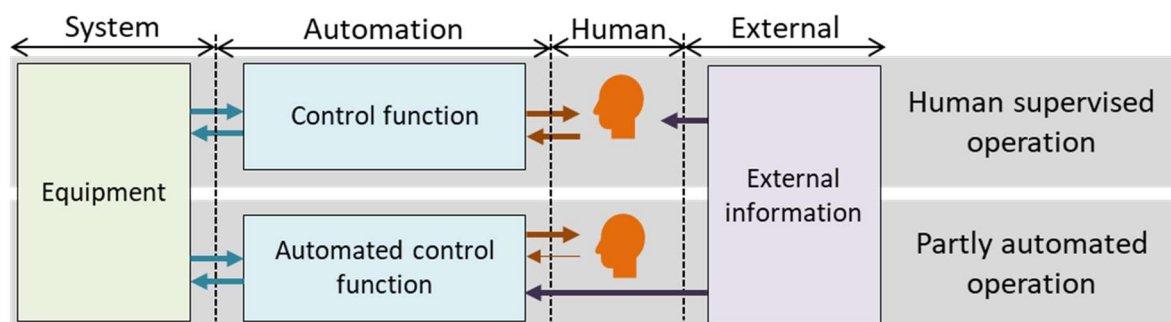 System
Automation
Human
External
Control function
Human supervised
operation
Equipment
External
information
Automated control
function
Partly automated
operation